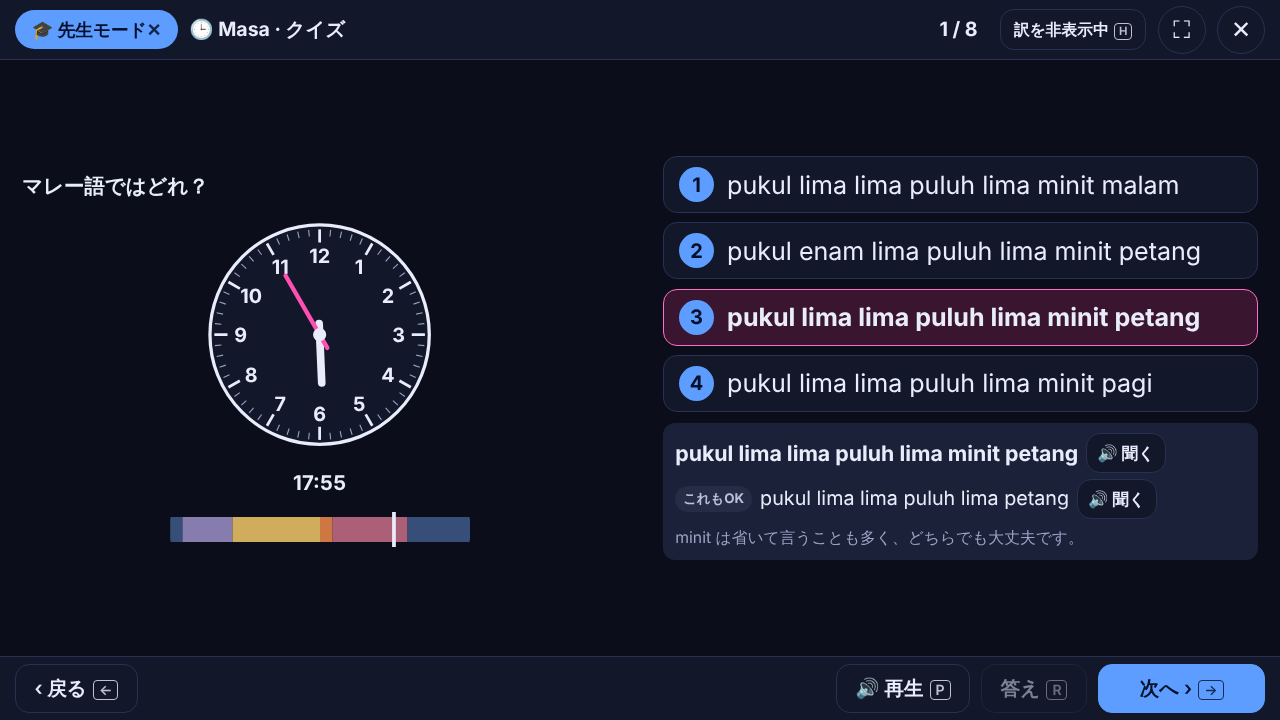 🎓 先生モード✕
🕒 Masa · クイズ
1 / 8
訳を非表示中 H
マレー語ではどれ？
12
1
2
3
4
5
6
7
8
9
10
11
17:55
1 pukul lima lima puluh lima minit malam
2 pukul enam lima puluh lima minit petang
3 pukul lima lima puluh lima minit petang
4 pukul lima lima puluh lima minit pagi
pukul lima lima puluh lima minit petang 🔊 聞く
これもOK pukul lima lima puluh lima petang 🔊 聞く
minit は省いて言うことも多く、どちらでも大丈夫です。
‹ 戻る ←
🔊 再生 P
答え R
次へ › →